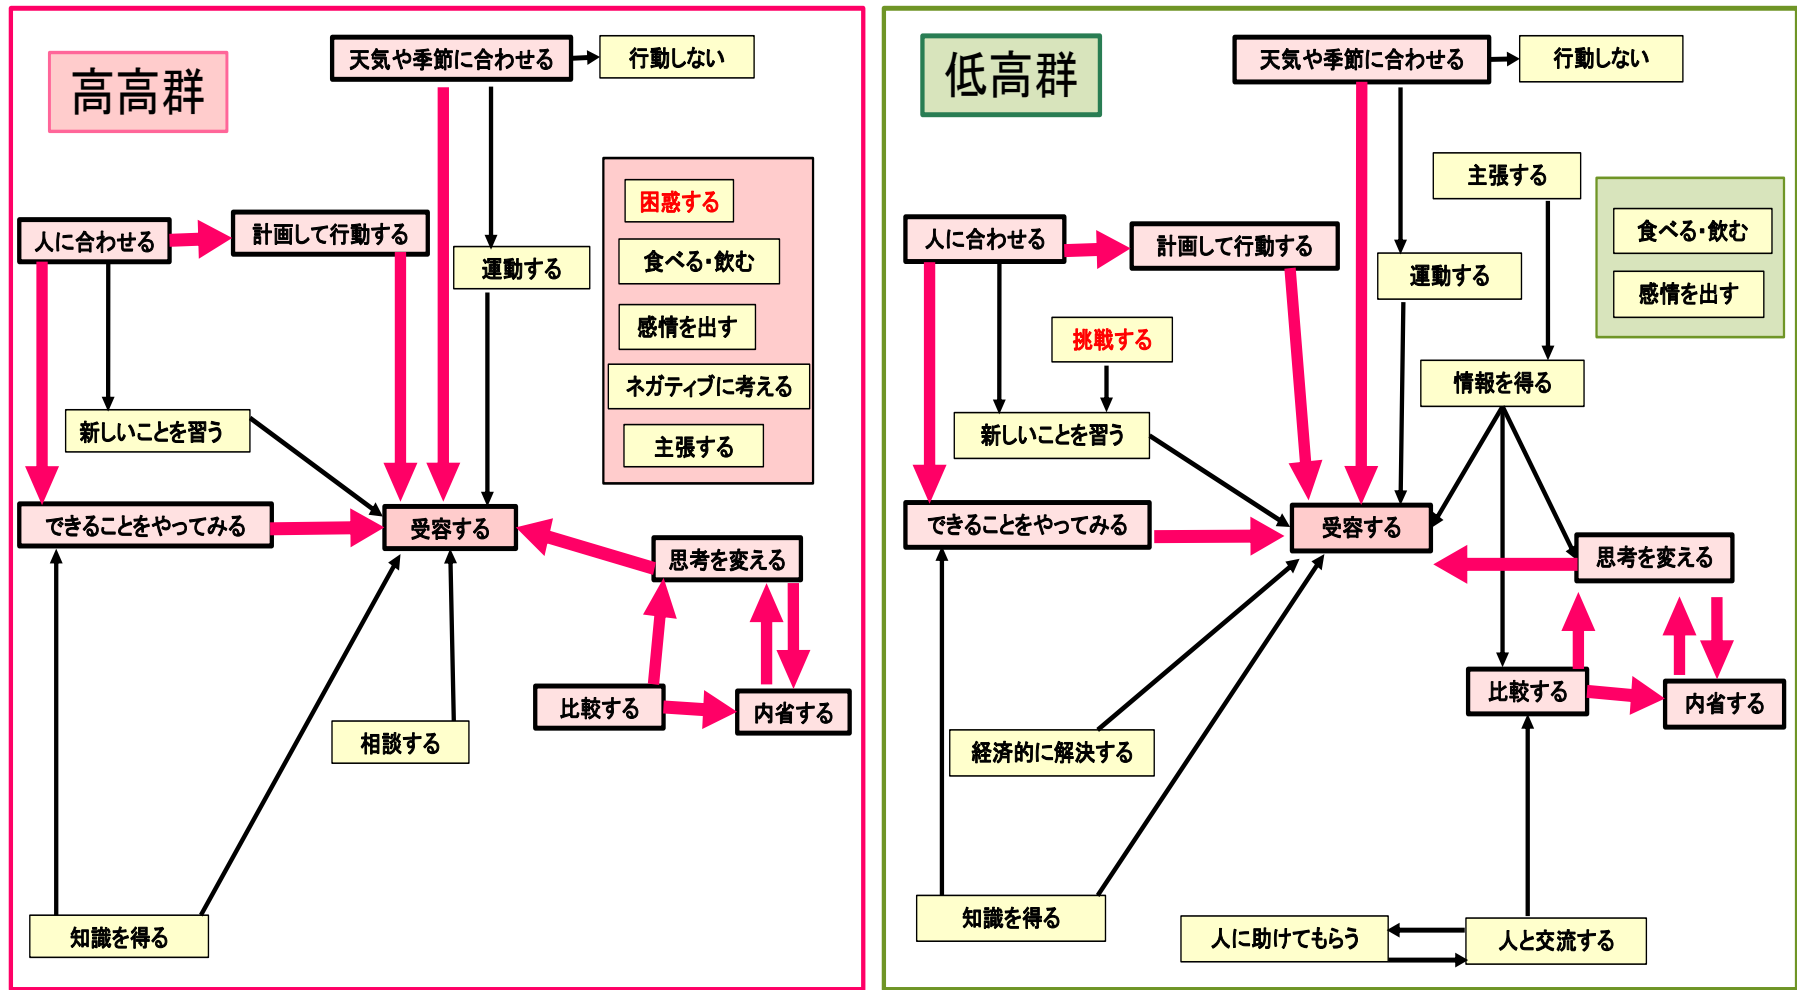 高高群
天気や季節に合わせる
行動しない
困惑する
食べる・飲む
感情を出す
ネガティブに考える
主張する
人に合わせる
計画して行動する
運動する
新しいことを習う
できることをやってみる
受容する
思考を変える
比較する
内省する
相談する
知識を得る
低高群
天気や季節に合わせる
行動しない
主張する
食べる・飲む
感情を出す
人に合わせる
計画して行動する
運動する
挑戦する
情報を得る
新しいことを習う
できることをやってみる
受容する
思考を変える
比較する
内省する
経済的に解決する
知識を得る
人に助けてもらう
人と交流する